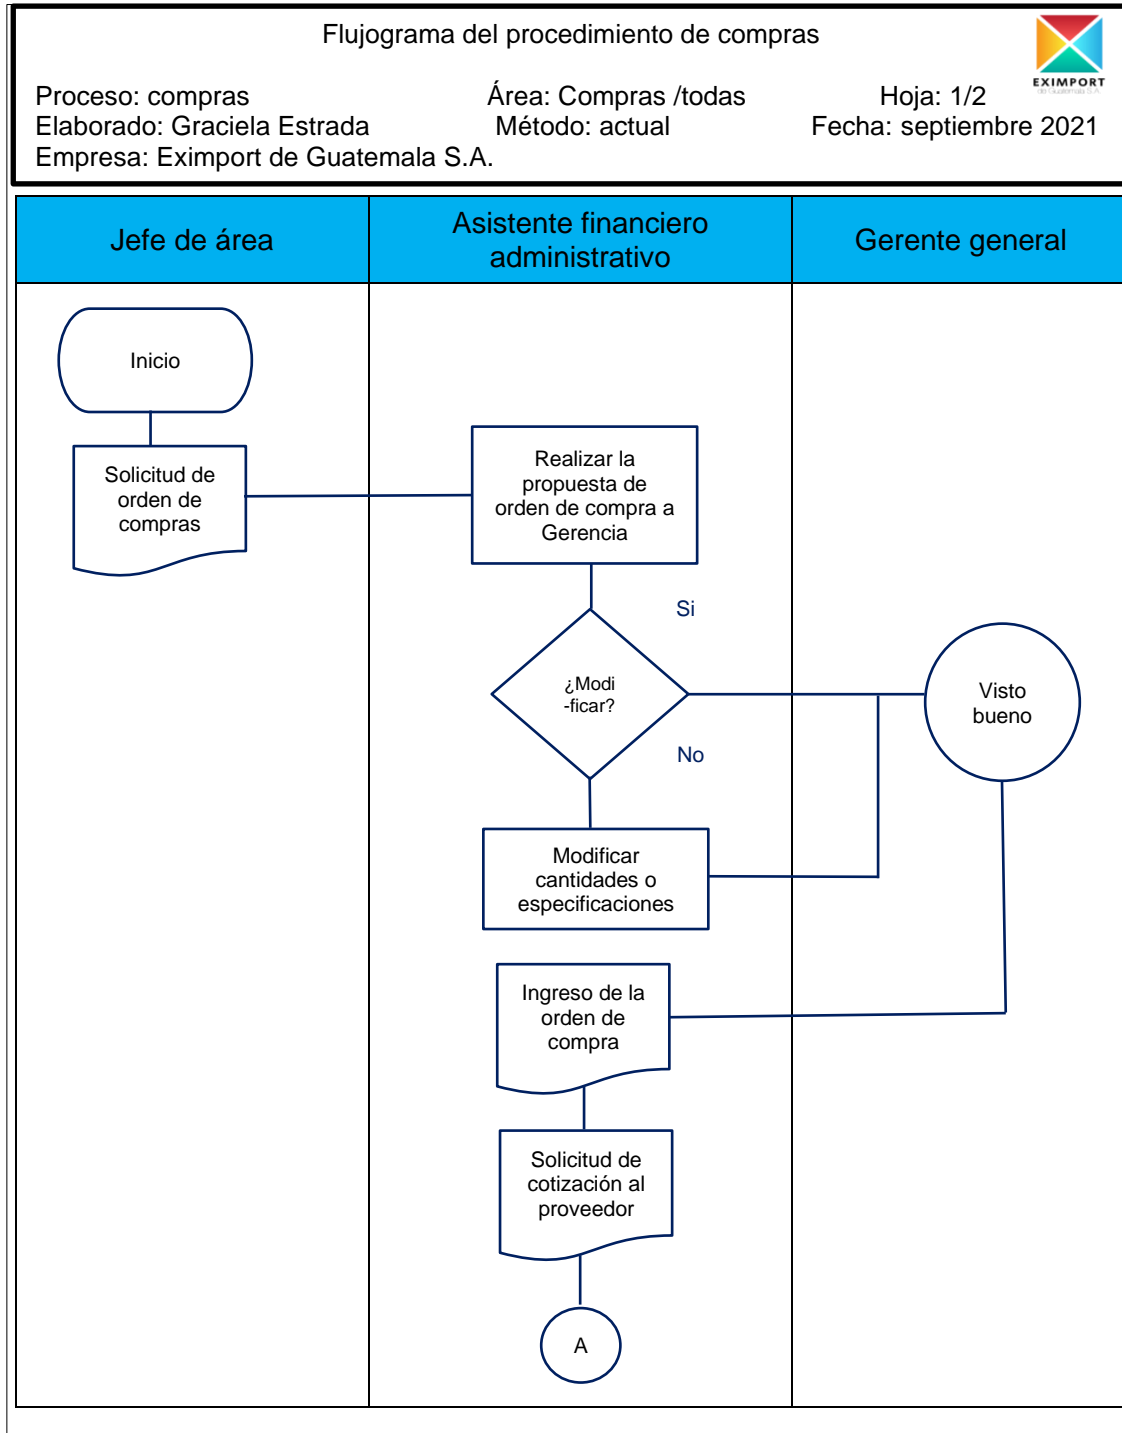 Flujograma del procedimiento de compras
EXIMPORT
de Guatemala S.A.
Proceso: compras Área: Compras /todas Hoja: 1/2
Elaborado: Graciela Estrada Método: actual Fecha: septiembre 2021
Empresa: Eximport de Guatemala S.A.
Jefe de área
Asistente financiero
administrativo
Gerente general
Inicio
Solicitud de
orden de
compras
Realizar la
propuesta de
orden de compra a
Gerencia
Si
¿Modi
-ficar?
No
Visto
bueno
Modificar
cantidades o
especificaciones
Ingreso de la
orden de
compra
Solicitud de
cotización al
proveedor
A